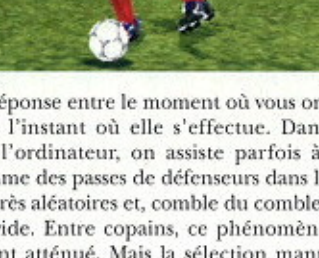 éponse entre le moment où vous or
l'instant où elle s'effectue. Dan
l'ordinateur, on assiste parfois à
me des passes de défenseurs dans l
rès aléatoires et, comble du comble
ide. Entre copains, ce phénomèn
nt atténué. Mais la sélection manu